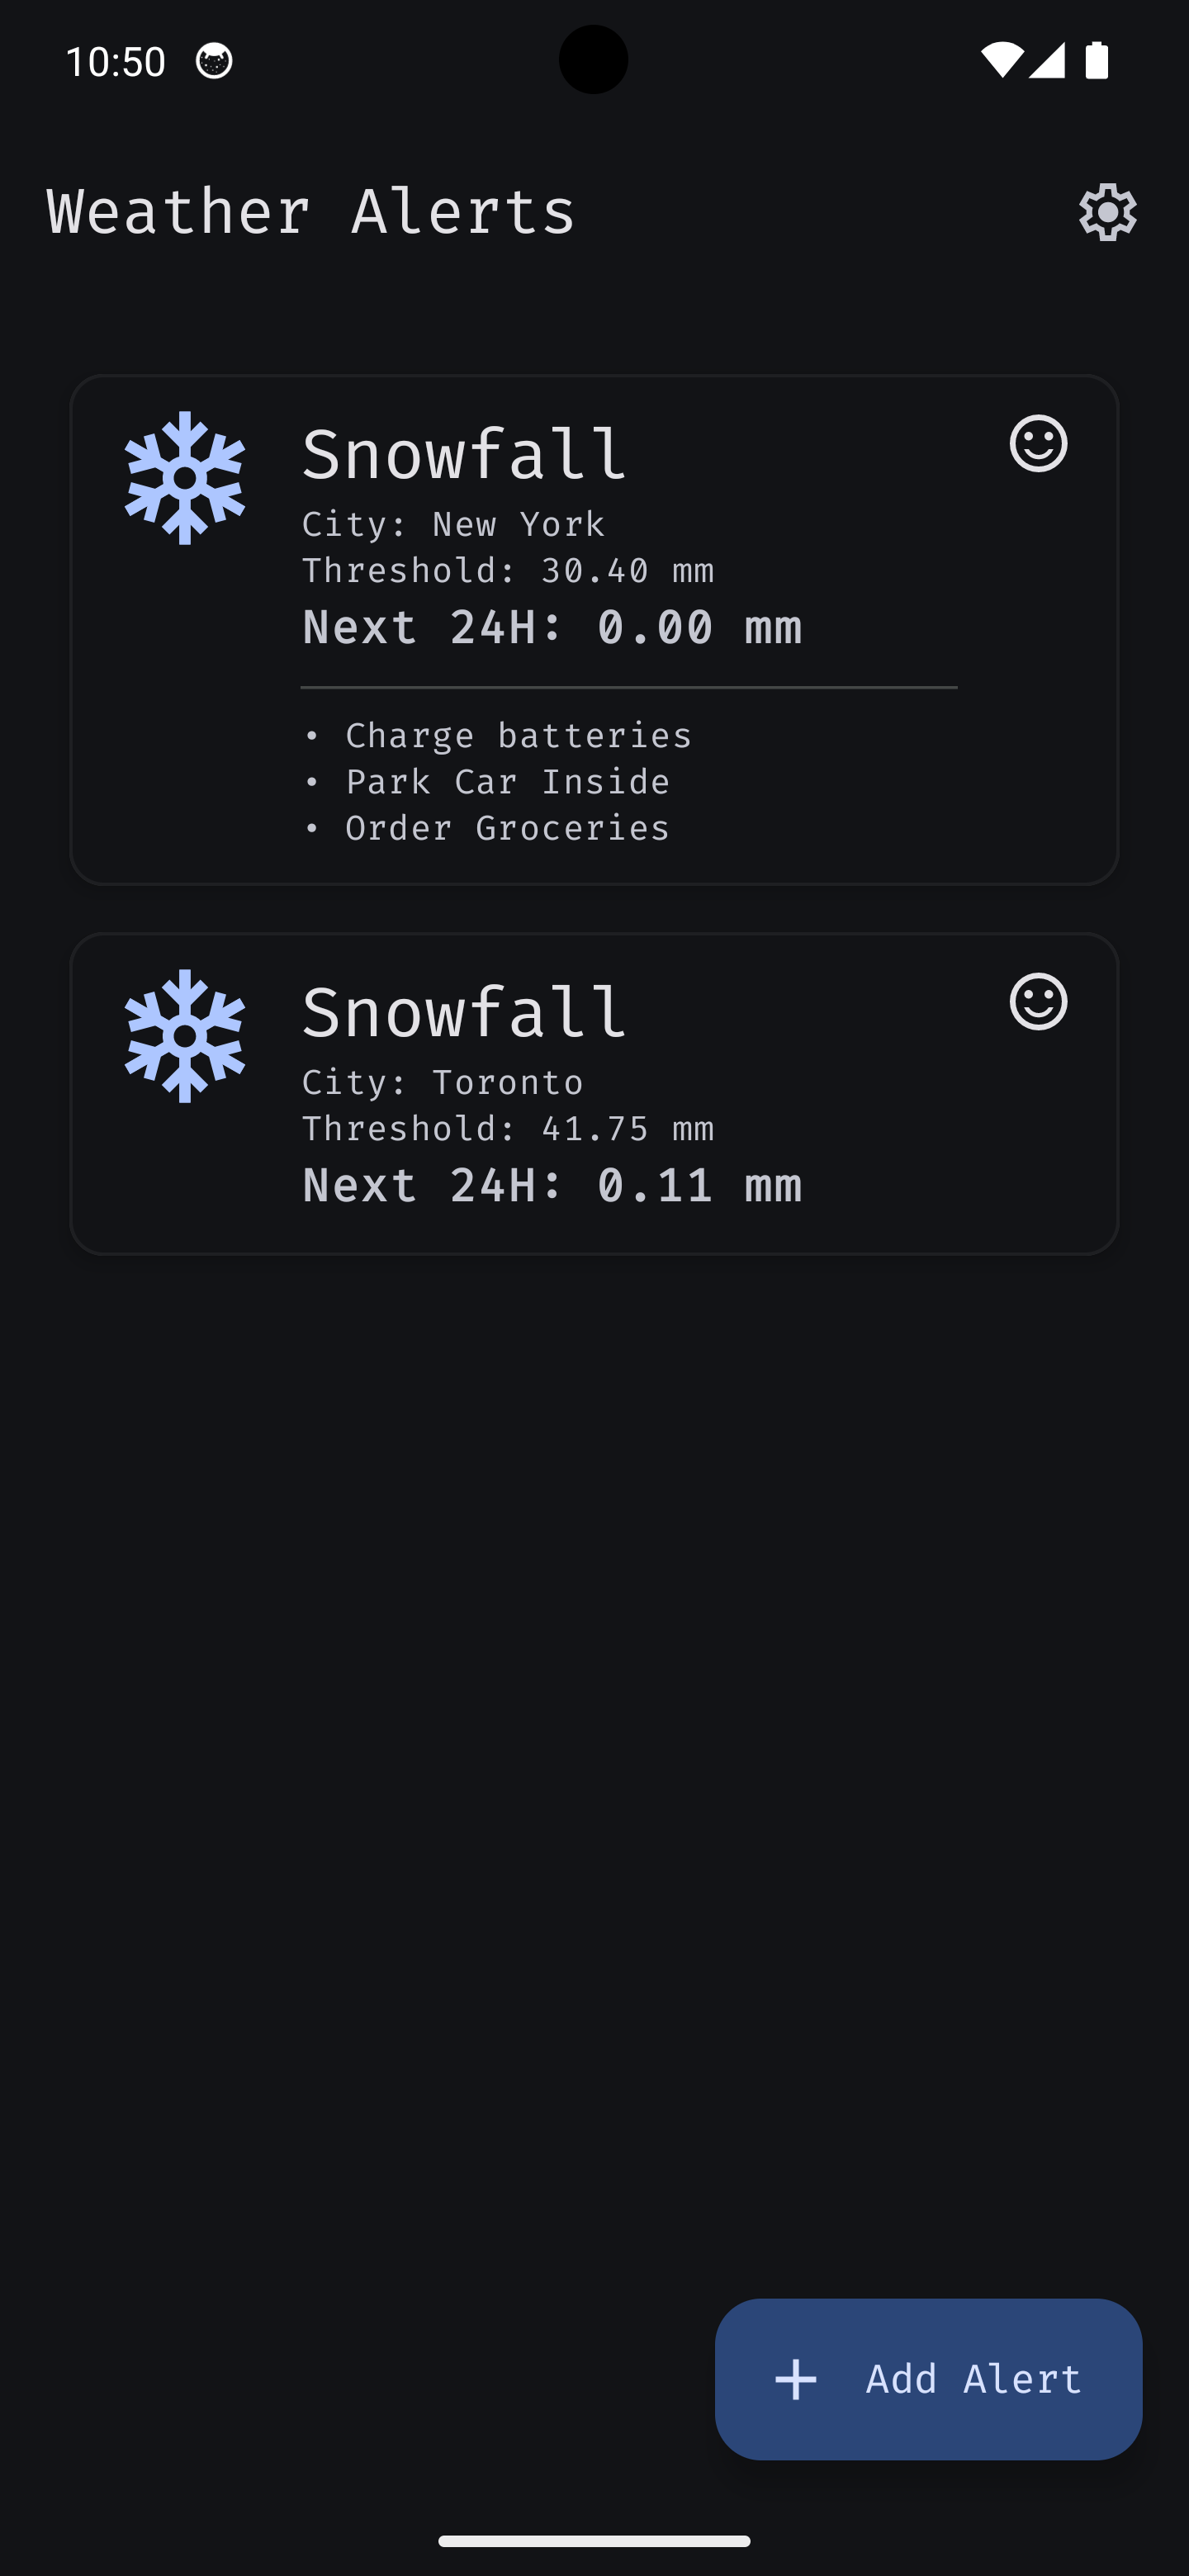 10:50
Weather Alerts
Snowfall
City: New York
Threshold: 30.40 mm
Next 24H: 0.00 mm
• Charge batteries
• Park Car Inside
• Order Groceries
Snowfall
City: Toronto
Threshold: 41.75 mm
Next 24H: 0.11 mm
+ Add Alert